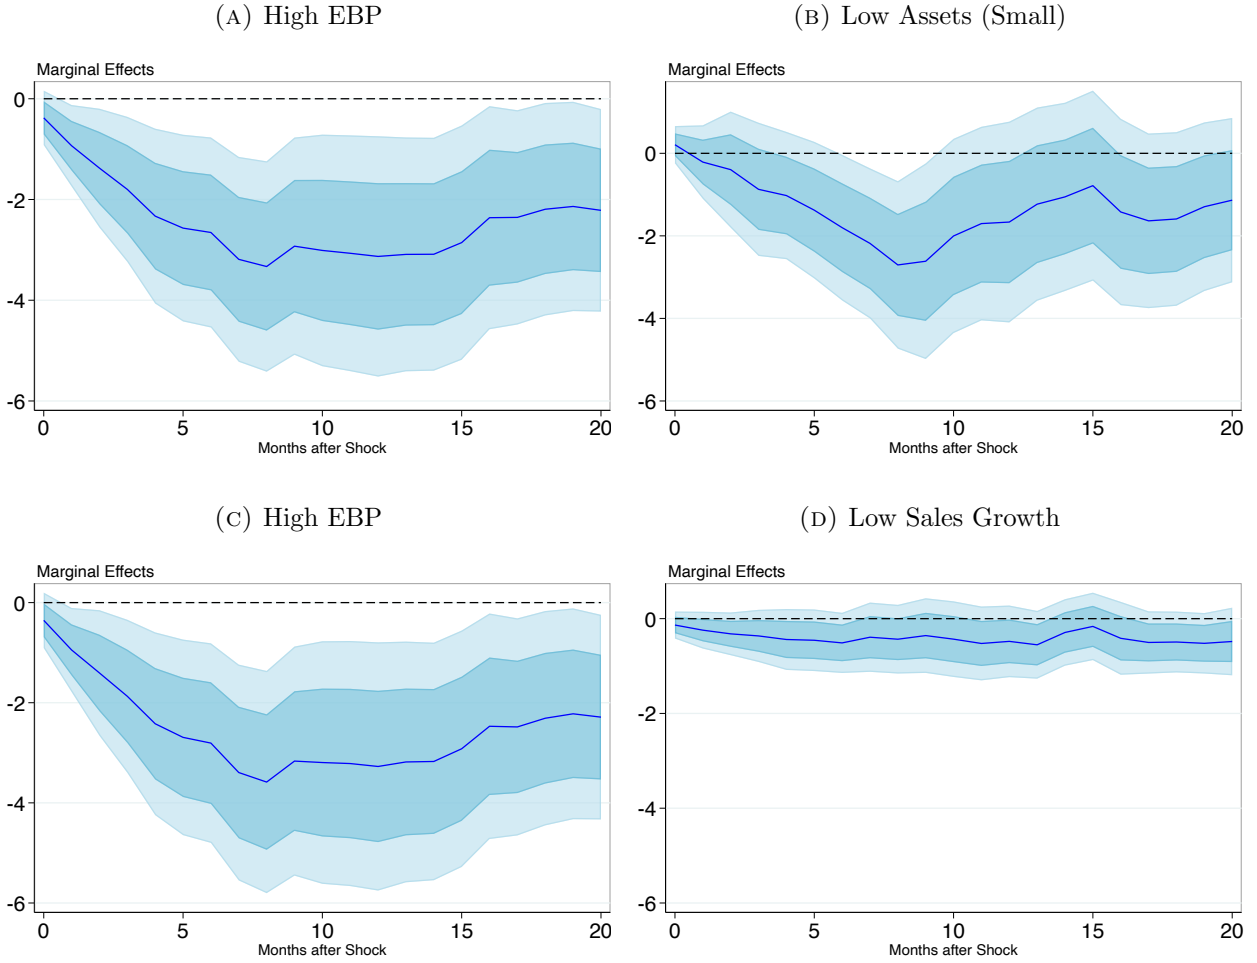 (A) High EBP
Marginal Effects
0
-2
-4
-6
0 5 10 15 20
Months after Shock
(B) Low Assets (Small)
Marginal Effects
0
-2
-4
-6
0 5 10 15 20
Months after Shock
(C) High EBP
Marginal Effects
0
-2
-4
-6
0 5 10 15 20
Months after Shock
(D) Low Sales Growth
Marginal Effects
0
-2
-4
-6
0 5 10 15 20
Months after Shock